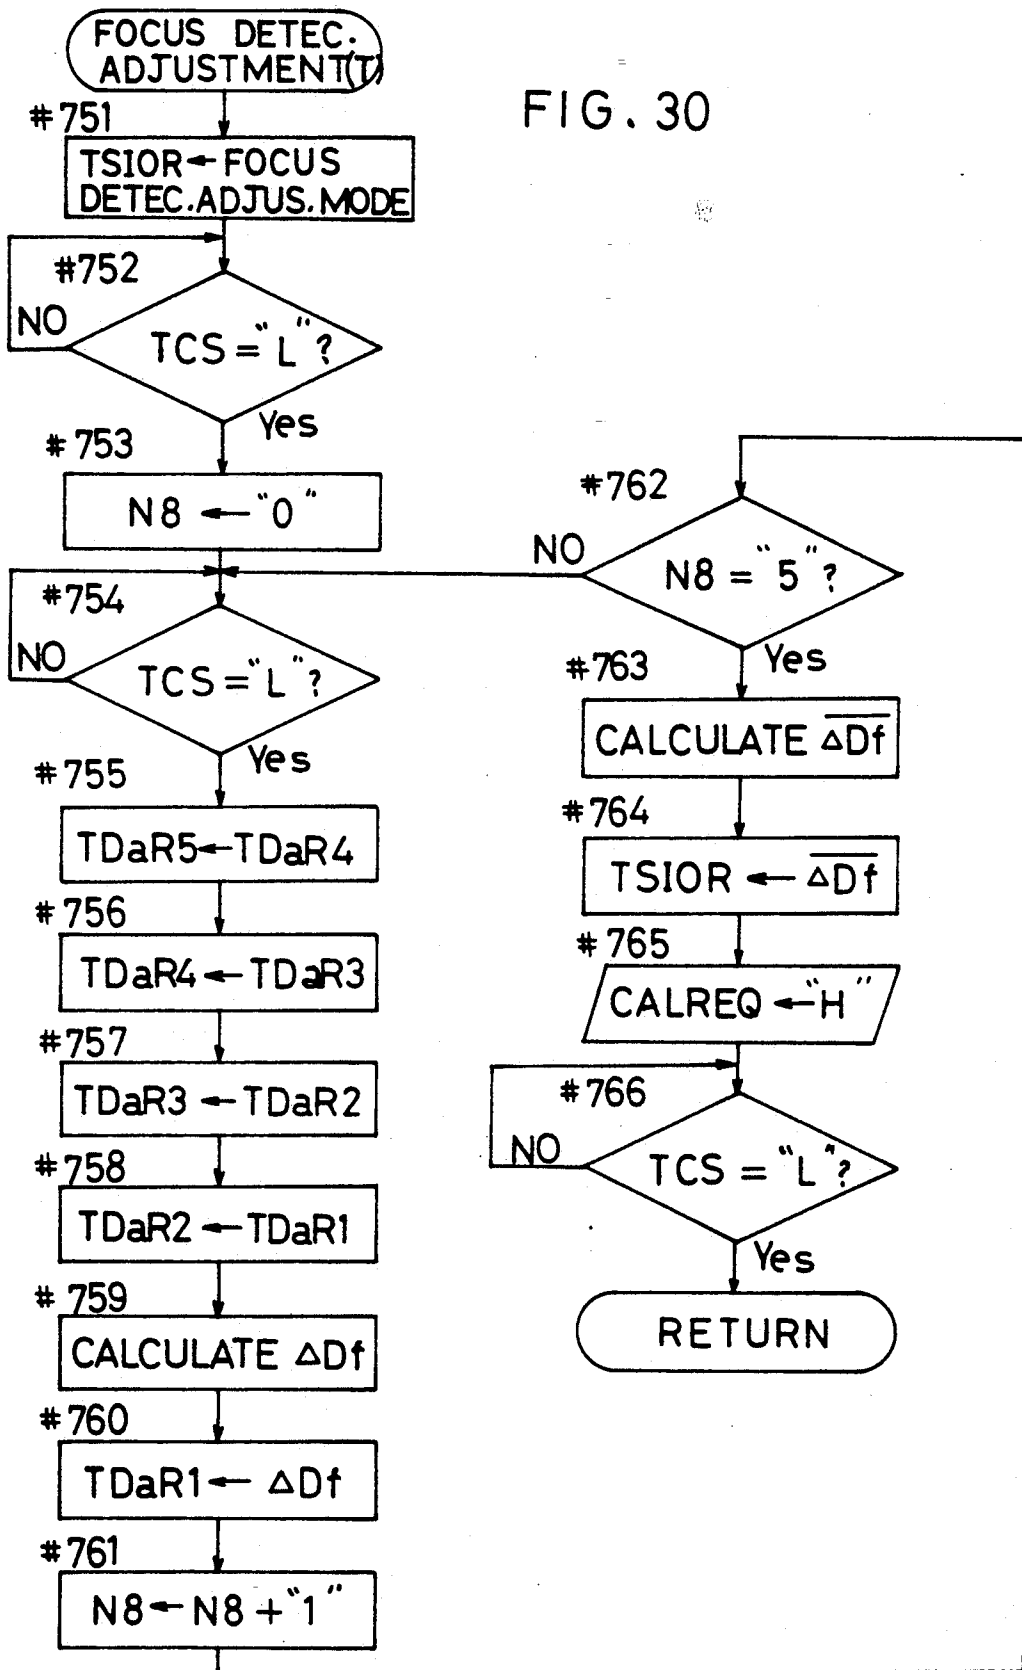 FOCUS DETEC.
ADJUSTMENT(T)
FIG. 30
#751
TSIOR←FOCUS
DETEC.ADJUS.MODE
#752
NO
TCS="L"?
Yes
#753
N8 ← "0"
#754
NO
TCS="L"?
Yes
#755
TDaR5←TDaR4
#756
TDaR4←TDaR3
#757
TDaR3←TDaR2
#758
TDaR2←TDaR1
#759
CALCULATE ΔDf
#760
TDaR1← ΔDf
#761
N8←N8+"1"
#762
NO
N8="5"?
Yes
#763
CALCULATE Δ̅D̅f̅
#764
TSIOR ← Δ̅D̅f̅
#765
CALREQ ←"H"
#766
NO
TCS="L"?
Yes
RETURN